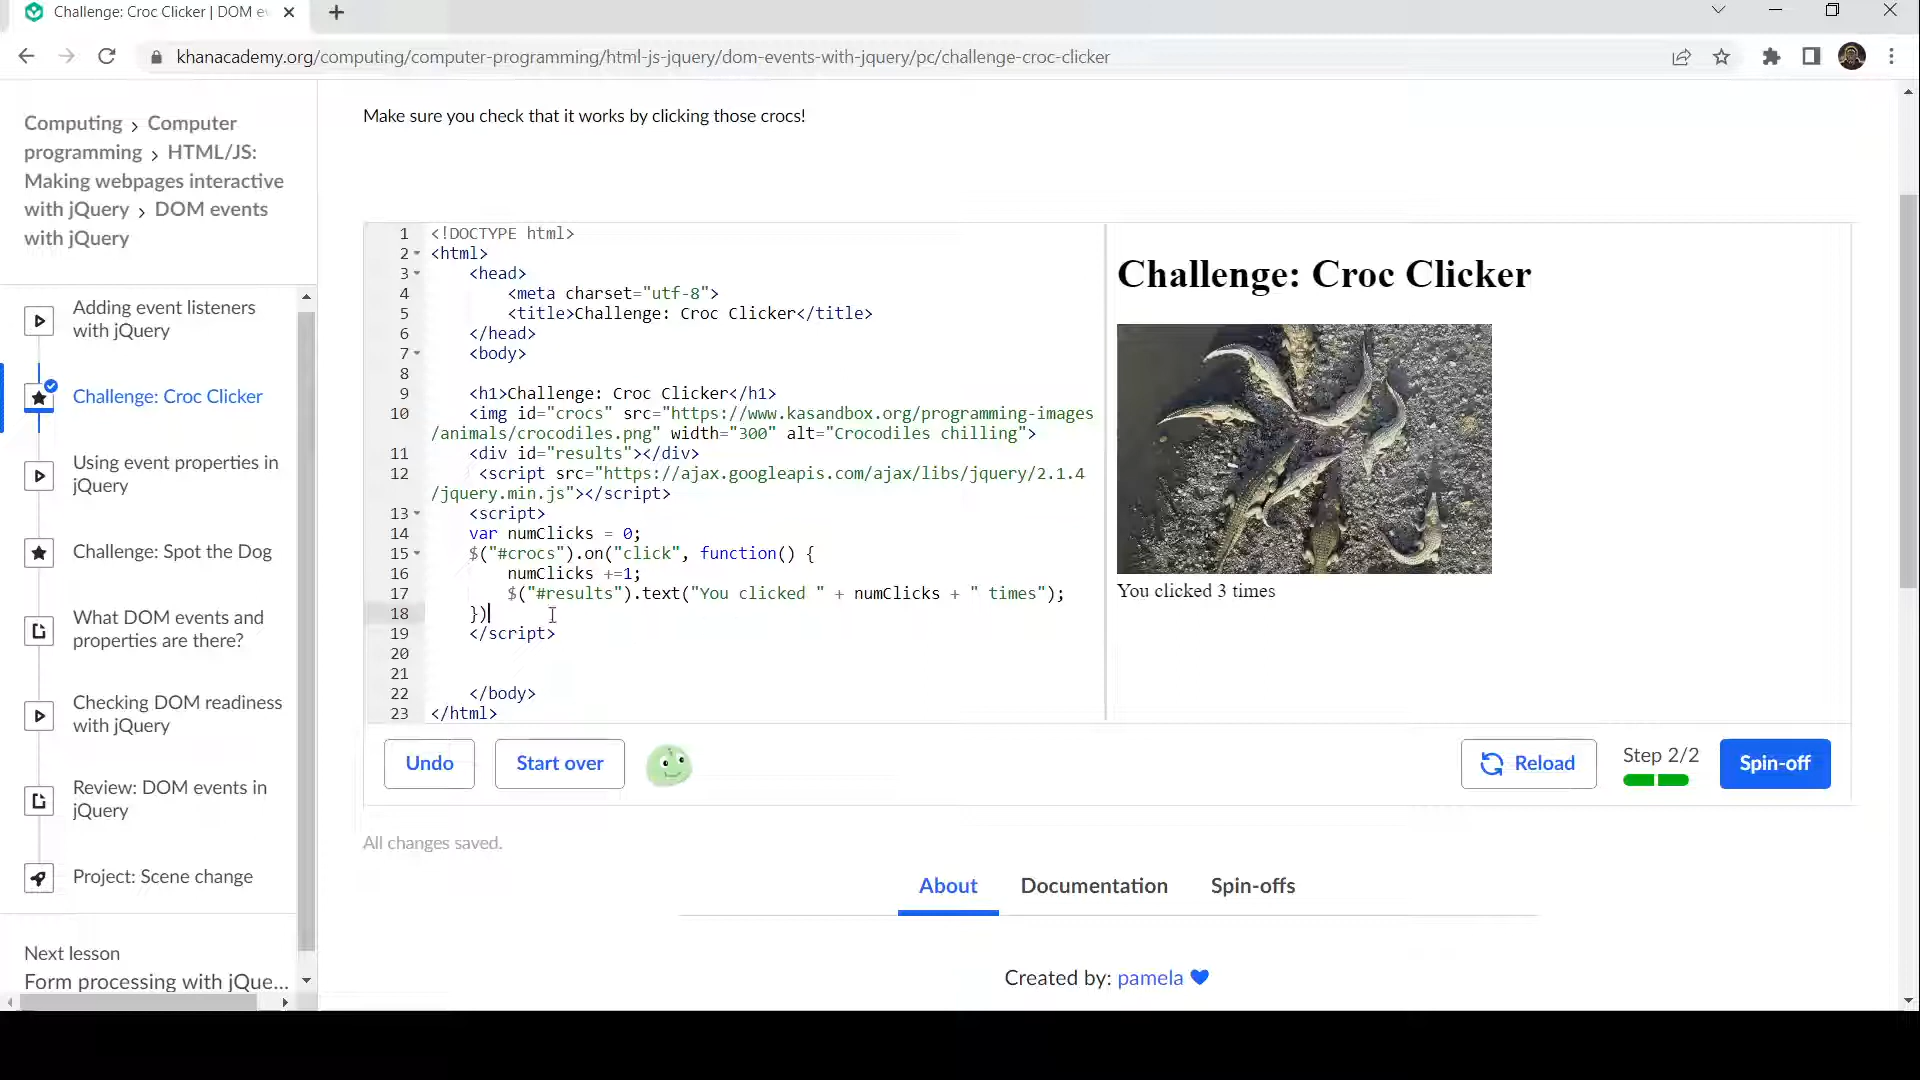 Challenge: Croc Clicker | DOM ev
khanacademy.org/computing/computer-programming/html-js-jquery/dom-events-with-jquery/pc/challenge-croc-clicker
Computing > Computer
programming > HTML/JS:
Making webpages interactive
with jQuery > DOM events
with jQuery
Adding event listeners
with jQuery
Challenge: Croc Clicker
Using event properties in
jQuery
Challenge: Spot the Dog
What DOM events and
properties are there?
Checking DOM readiness
with jQuery
Review: DOM events in
jQuery
Project: Scene change
Next lesson
Form processing with jQue...
Make sure you check that it works by clicking those crocs!
1 <!DOCTYPE html>
2 <html>
3 <head>
4 <meta charset="utf-8">
5 <title>Challenge: Croc Clicker</title>
6 </head>
7 <body>
8
9 <h1>Challenge: Croc Clicker</h1>
10 <img id="crocs" src="https://www.kasandbox.org/programming-images
/animals/crocodiles.png" width="300" alt="Crocodiles chilling">
11 <div id="results"></div>
12 <script src="https://ajax.googleapis.com/ajax/libs/jquery/2.1.4
/jquery.min.js"></script>
13 <script>
14 var numClicks = 0;
15 $("#crocs").on("click", function() {
16 numClicks +=1;
17 $("#results").text("You clicked " + numClicks + " times");
18 })
19 </script>
20
21
22 </body>
23 </html>
Challenge: Croc Clicker
You clicked 3 times
Undo
Start over
Reload
Step 2/2
Spin-off
All changes saved.
About
Documentation
Spin-offs
Created by: pamela